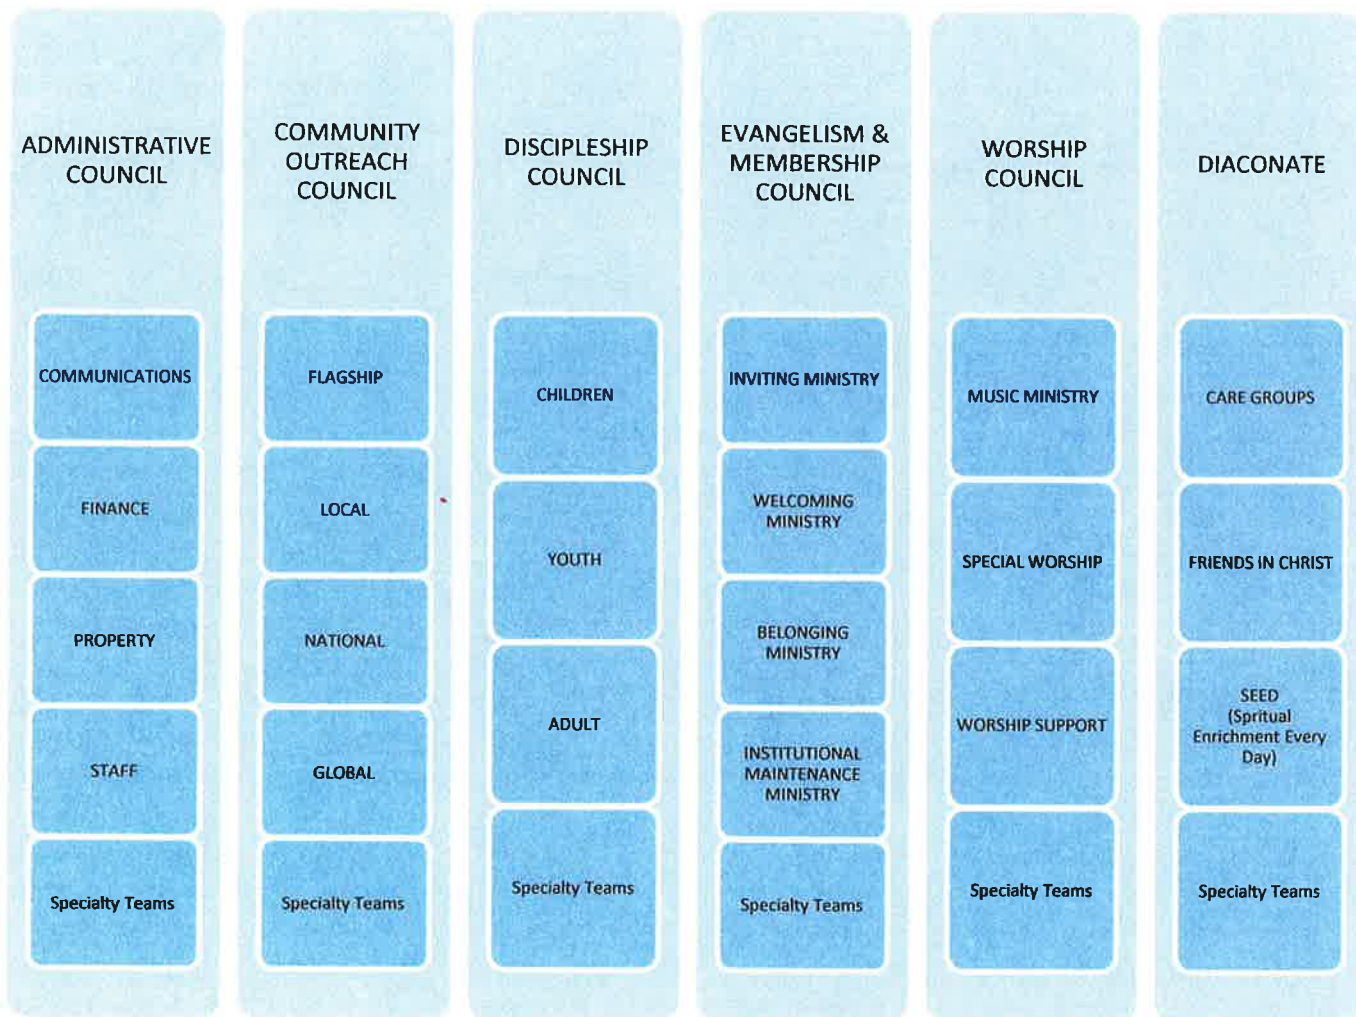 ADMINISTRATIVE
COUNCIL
COMMUNICATIONS
FINANCE
PROPERTY
STAFF
Specialty Teams
COMMUNITY
OUTREACH
COUNCIL
FLAGSHIP
LOCAL
NATIONAL
GLOBAL
Specialty Teams
DISCIPLESHIP
COUNCIL
CHILDREN
YOUTH
ADULT
Specialty Teams
EVANGELISM &
MEMBERSHIP
COUNCIL
INVITING MINISTRY
WELCOMING
MINISTRY
BELONGING
MINISTRY
INSTITUTIONAL
MAINTENANCE
MINISTRY
Specialty Teams
WORSHIP
COUNCIL
MUSIC MINISTRY
SPECIAL WORSHIP
WORSHIP SUPPORT
Specialty Teams
DIACONATE
CARE GROUPS
FRIENDS IN CHRIST
SEED
(Spritual
Enrichment Every
Day)
Specialty Teams